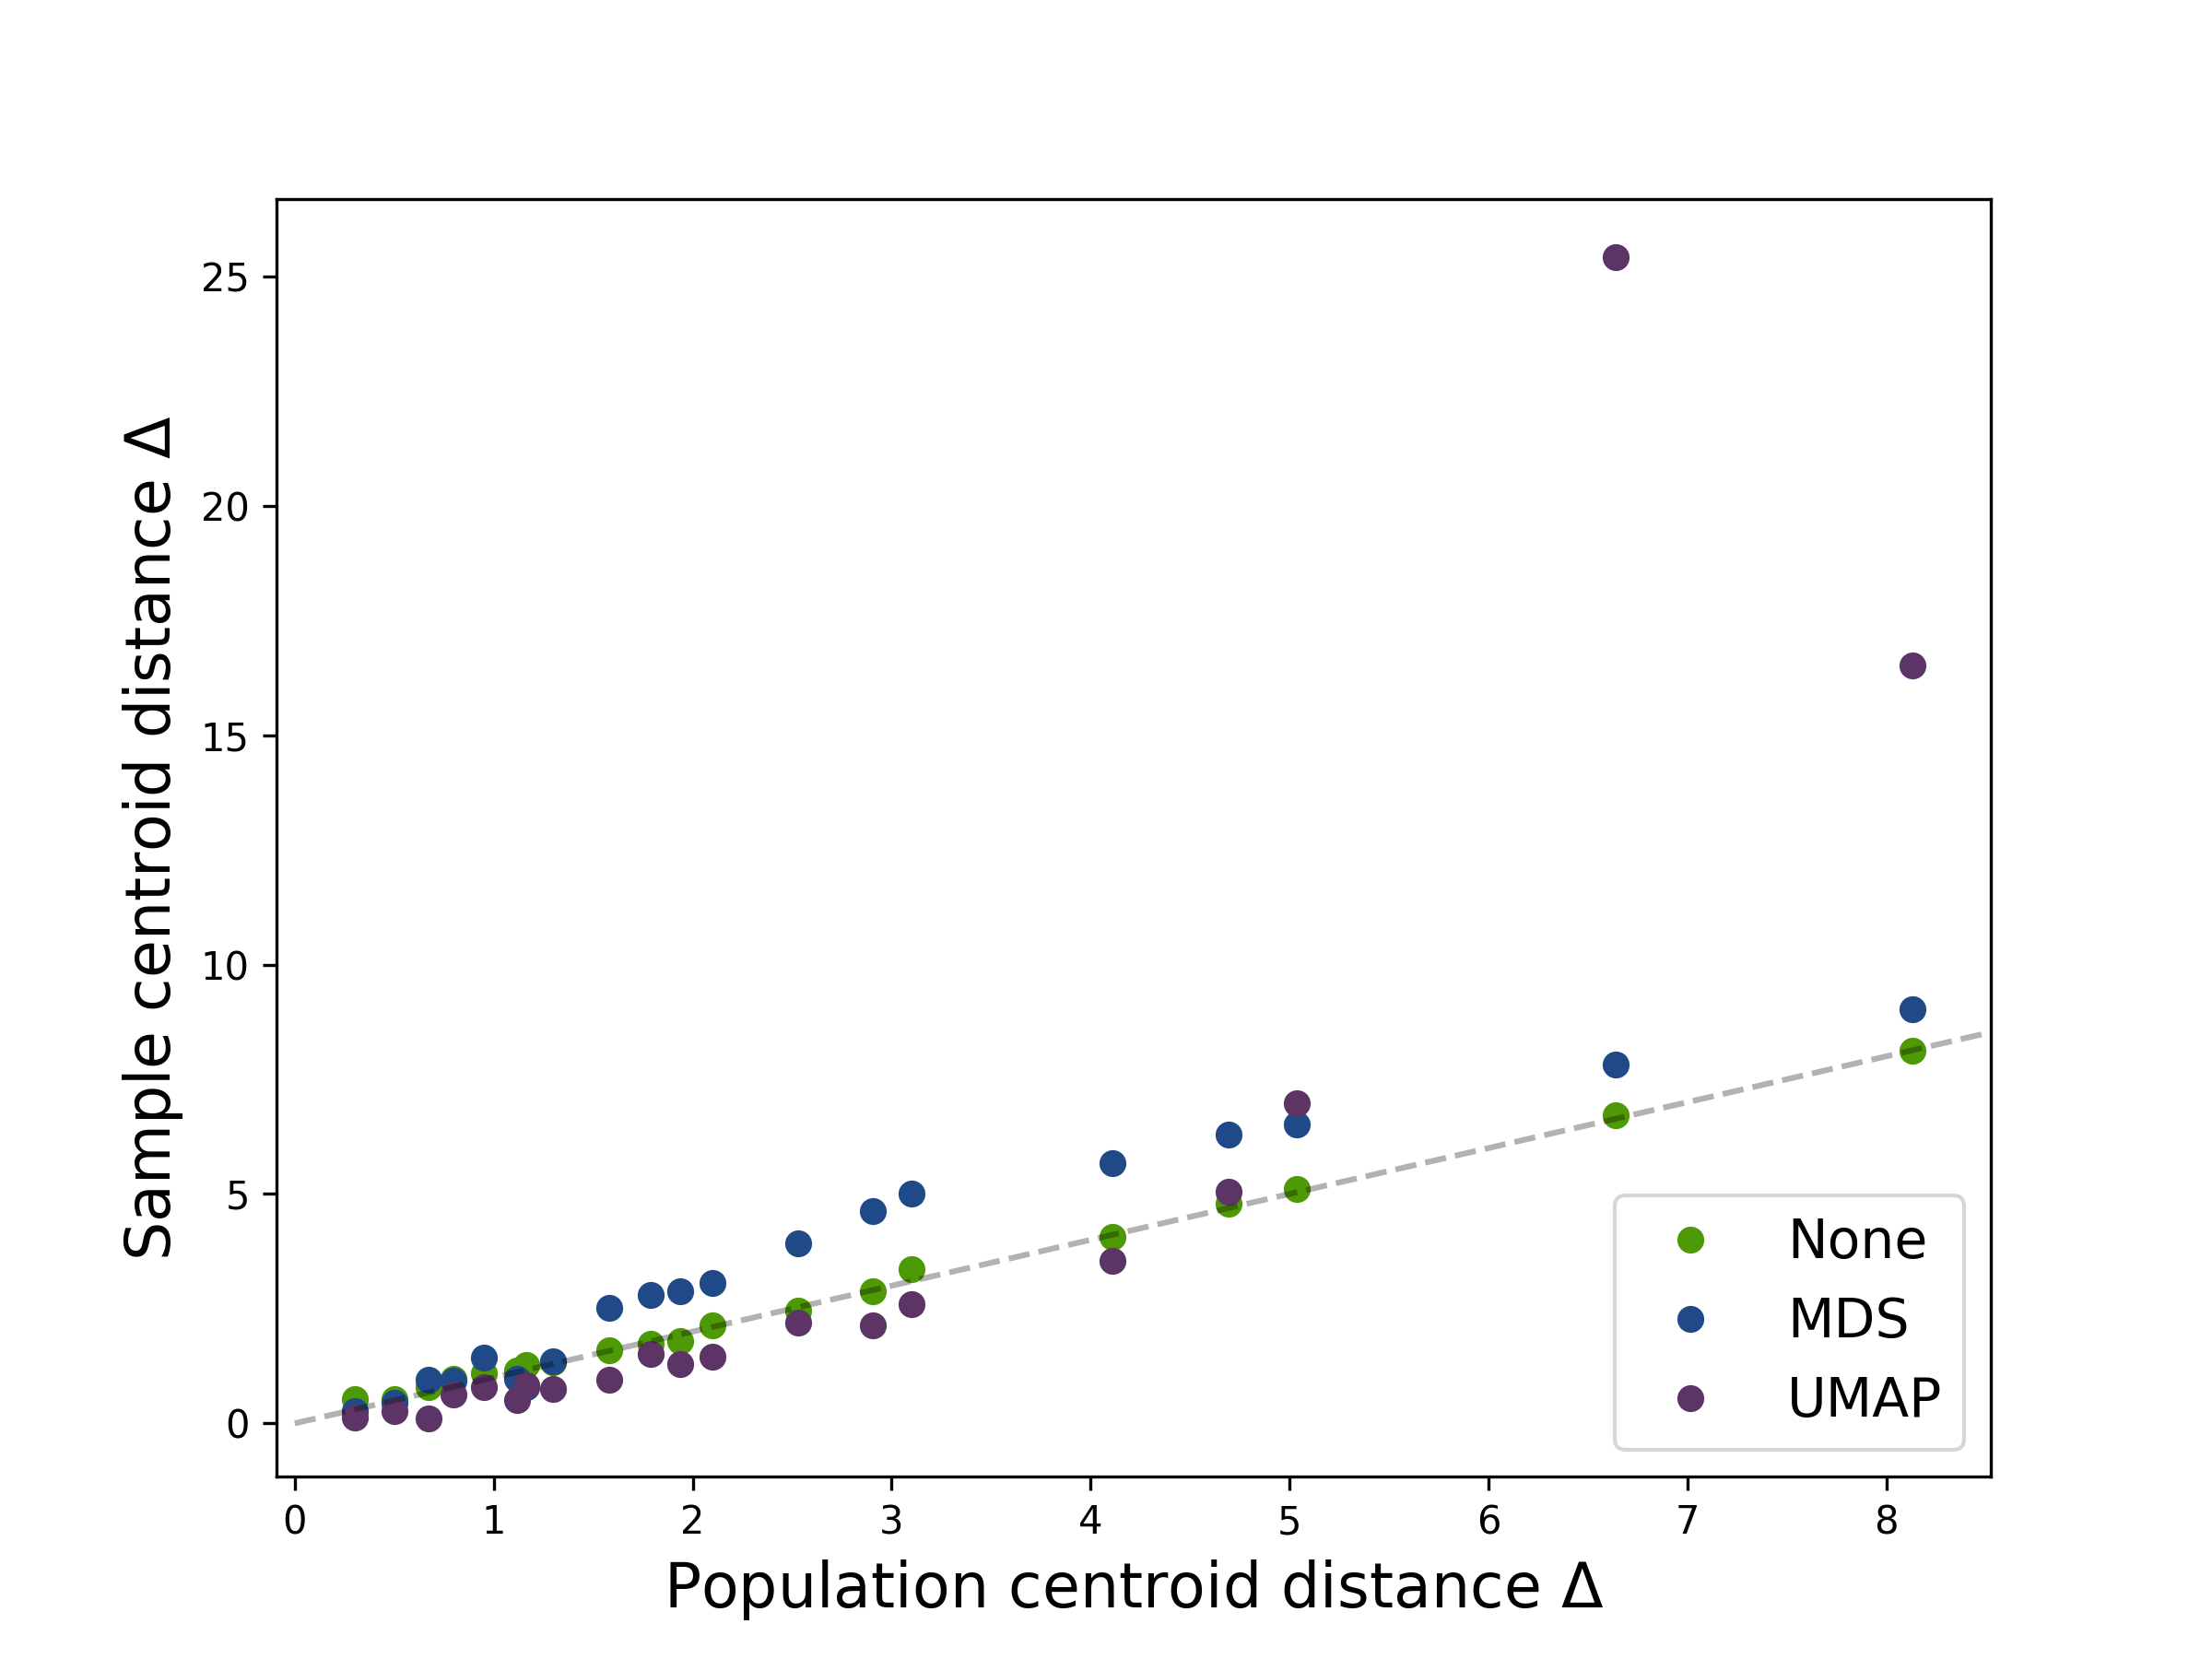 25
20
15
10
5
0
Sample centroid distance Δ
0 1 2 3 4 5 6 7 8
Population centroid distance Δ
None
MDS
UMAP